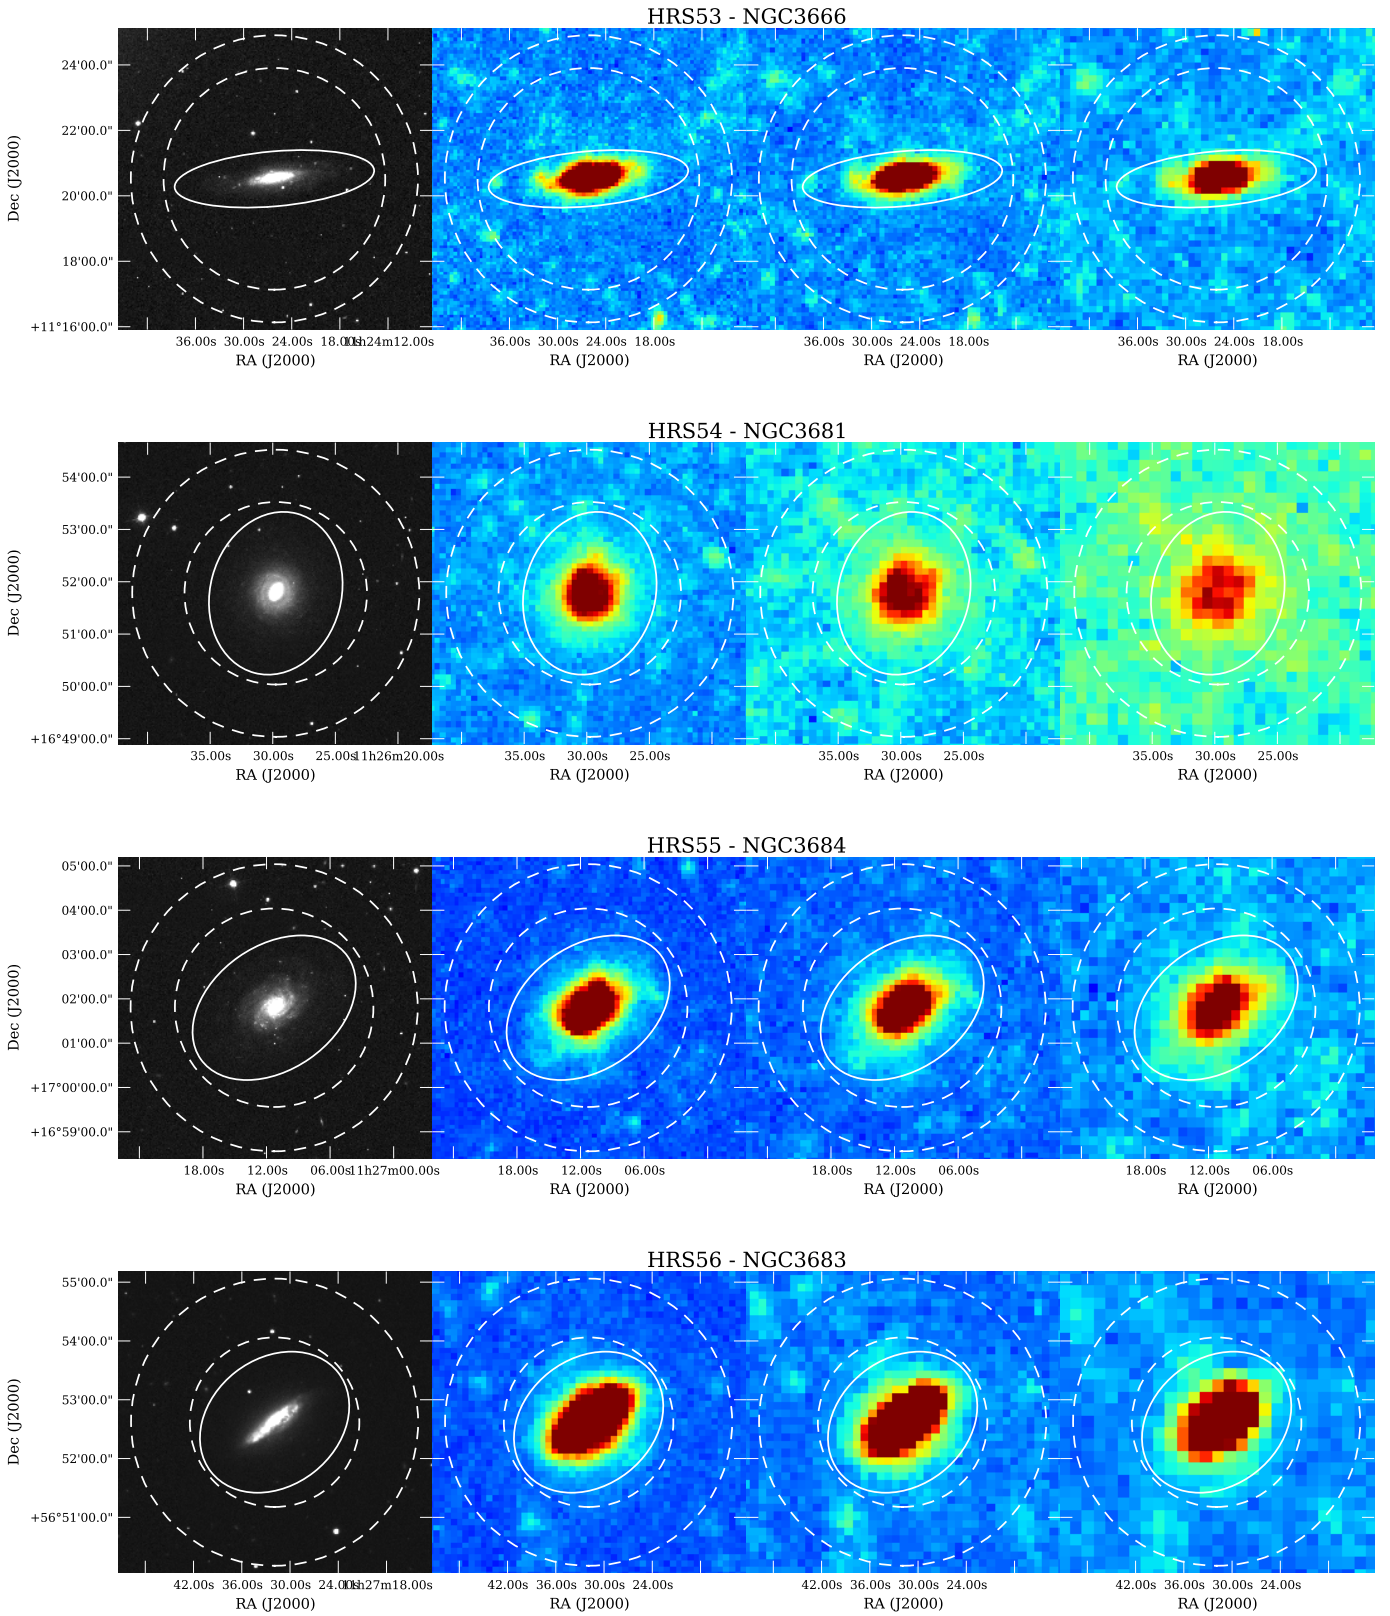 HRS53 - NGC3666
24'00.0"
22'00.0"
20'00.0"
18'00.0"
+11°16'00.0"
Dec (J2000)
36.00s 30.00s 24.00s 18.00s 11h24m12.00s 36.00s 30.00s 24.00s 18.00s 36.00s 30.00s 24.00s 18.00s 36.00s 30.00s 24.00s 18.00s
RA (J2000) RA (J2000) RA (J2000) RA (J2000)
HRS54 - NGC3681
54'00.0"
53'00.0"
52'00.0"
51'00.0"
50'00.0"
+16°49'00.0"
Dec (J2000)
35.00s 30.00s 25.00s 11h26m20.00s 35.00s 30.00s 25.00s 35.00s 30.00s 25.00s 35.00s 30.00s 25.00s
RA (J2000) RA (J2000) RA (J2000) RA (J2000)
HRS55 - NGC3684
05'00.0"
04'00.0"
03'00.0"
02'00.0"
01'00.0"
+17°00'00.0"
+16°59'00.0"
Dec (J2000)
18.00s 12.00s 06.00s 11h27m00.00s 18.00s 12.00s 06.00s 18.00s 12.00s 06.00s 18.00s 12.00s 06.00s
RA (J2000) RA (J2000) RA (J2000) RA (J2000)
HRS56 - NGC3683
55'00.0"
54'00.0"
53'00.0"
52'00.0"
+56°51'00.0"
Dec (J2000)
42.00s 36.00s 30.00s 24.00s 11h27m18.00s 42.00s 36.00s 30.00s 24.00s 42.00s 36.00s 30.00s 24.00s 42.00s 36.00s 30.00s 24.00s
RA (J2000) RA (J2000) RA (J2000) RA (J2000)